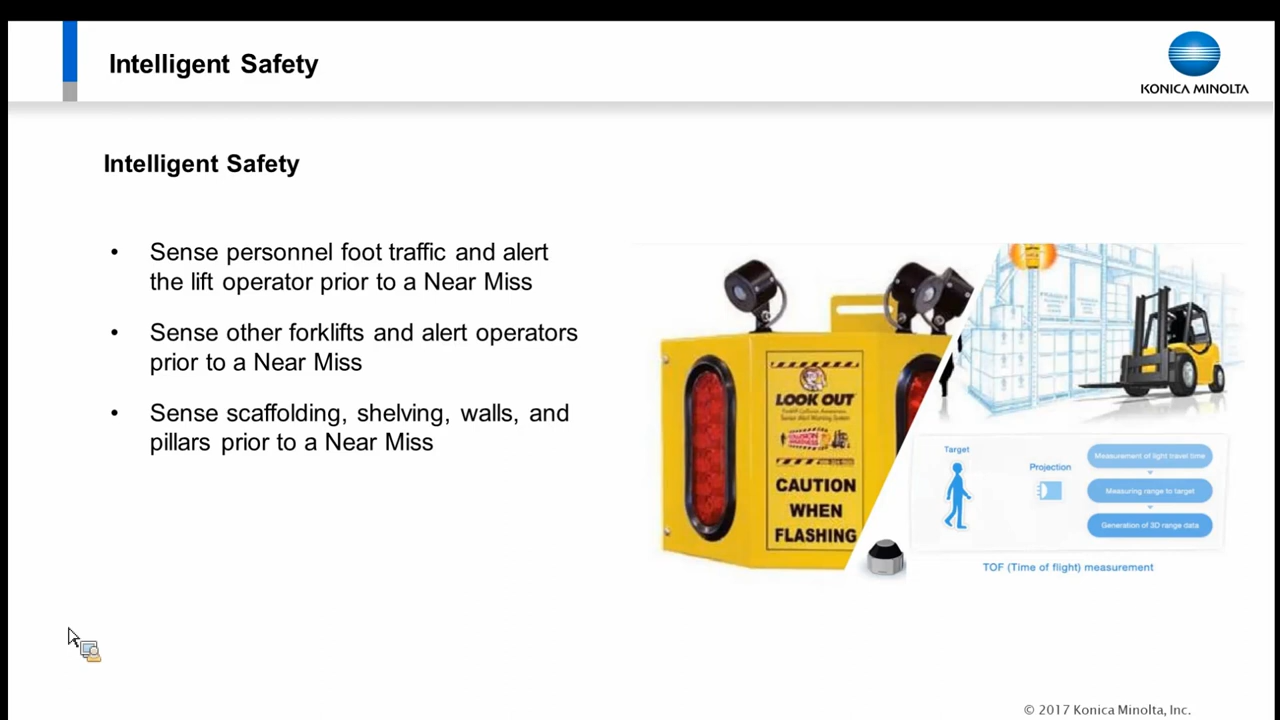 Intelligent Safety
KONICA MINOLTA
Intelligent Safety
• Sense personnel foot traffic and alert
the lift operator prior to a Near Miss
• Sense other forklifts and alert operators
prior to a Near Miss
• Sense scaffolding, shelving, walls, and
pillars prior to a Near Miss
LOOK OUT
CAUTION
WHEN
FLASHING
Target
Projection
Measurement of light travel time
Measuring range to target
Generation of 3D range data
TOF (Time of flight) measurement
© 2017 Konica Minolta, Inc.